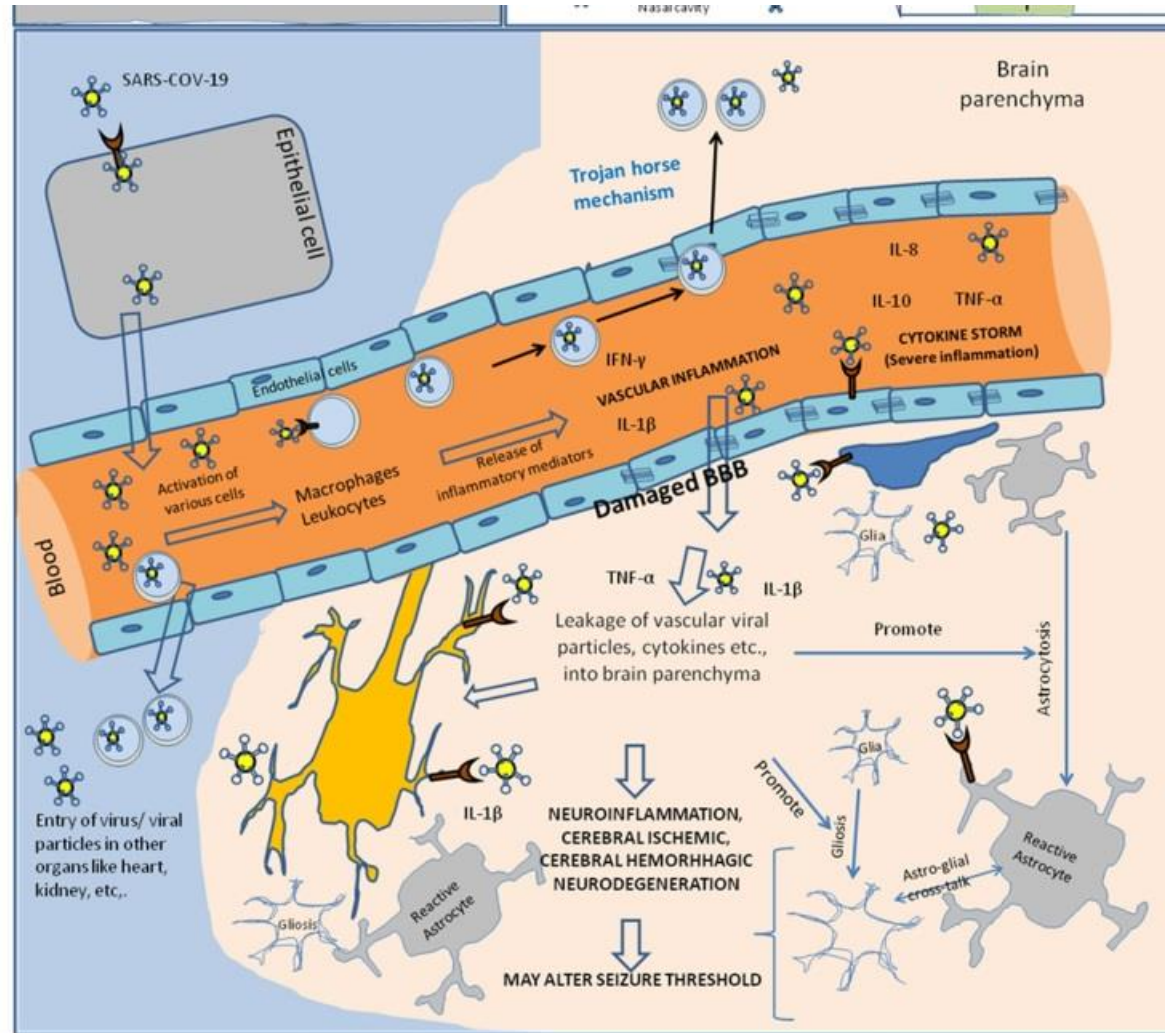 Nasal cavity
SARS-COV-19
Epithelial cell
Brain
parenchyma
Trojan horse
mechanism
Endothelial cells
IL-8
IL-10
TNF-α
CYTOKINE STORM
(Severe inflammation)
IFN-γ
VASCULAR INFLAMMATION
IL-1β
Release of
inflammatory mediators
Macrophages
Leukocytes
Activation of
various cells
Blood
Damaged BBB
Glia
TNF-α
IL-1β
Leakage of vascular viral
particles, cytokines etc.,
into brain parenchyma
Promote
Astrocytosis
Glia
Promote
Gliosis
IL-1β
NEUROINFLAMMATION,
CEREBRAL ISCHEMIC,
CEREBRAL HEMORHHAGIC
NEURODEGENERATION
Entry of virus/ viral
particles in other
organs like heart,
kidney, etc,.
Astro-glial
cross-talk
Reactive
Astrocyte
Gliosis
Reactive
Astrocyte
MAY ALTER SEIZURE THRESHOLD